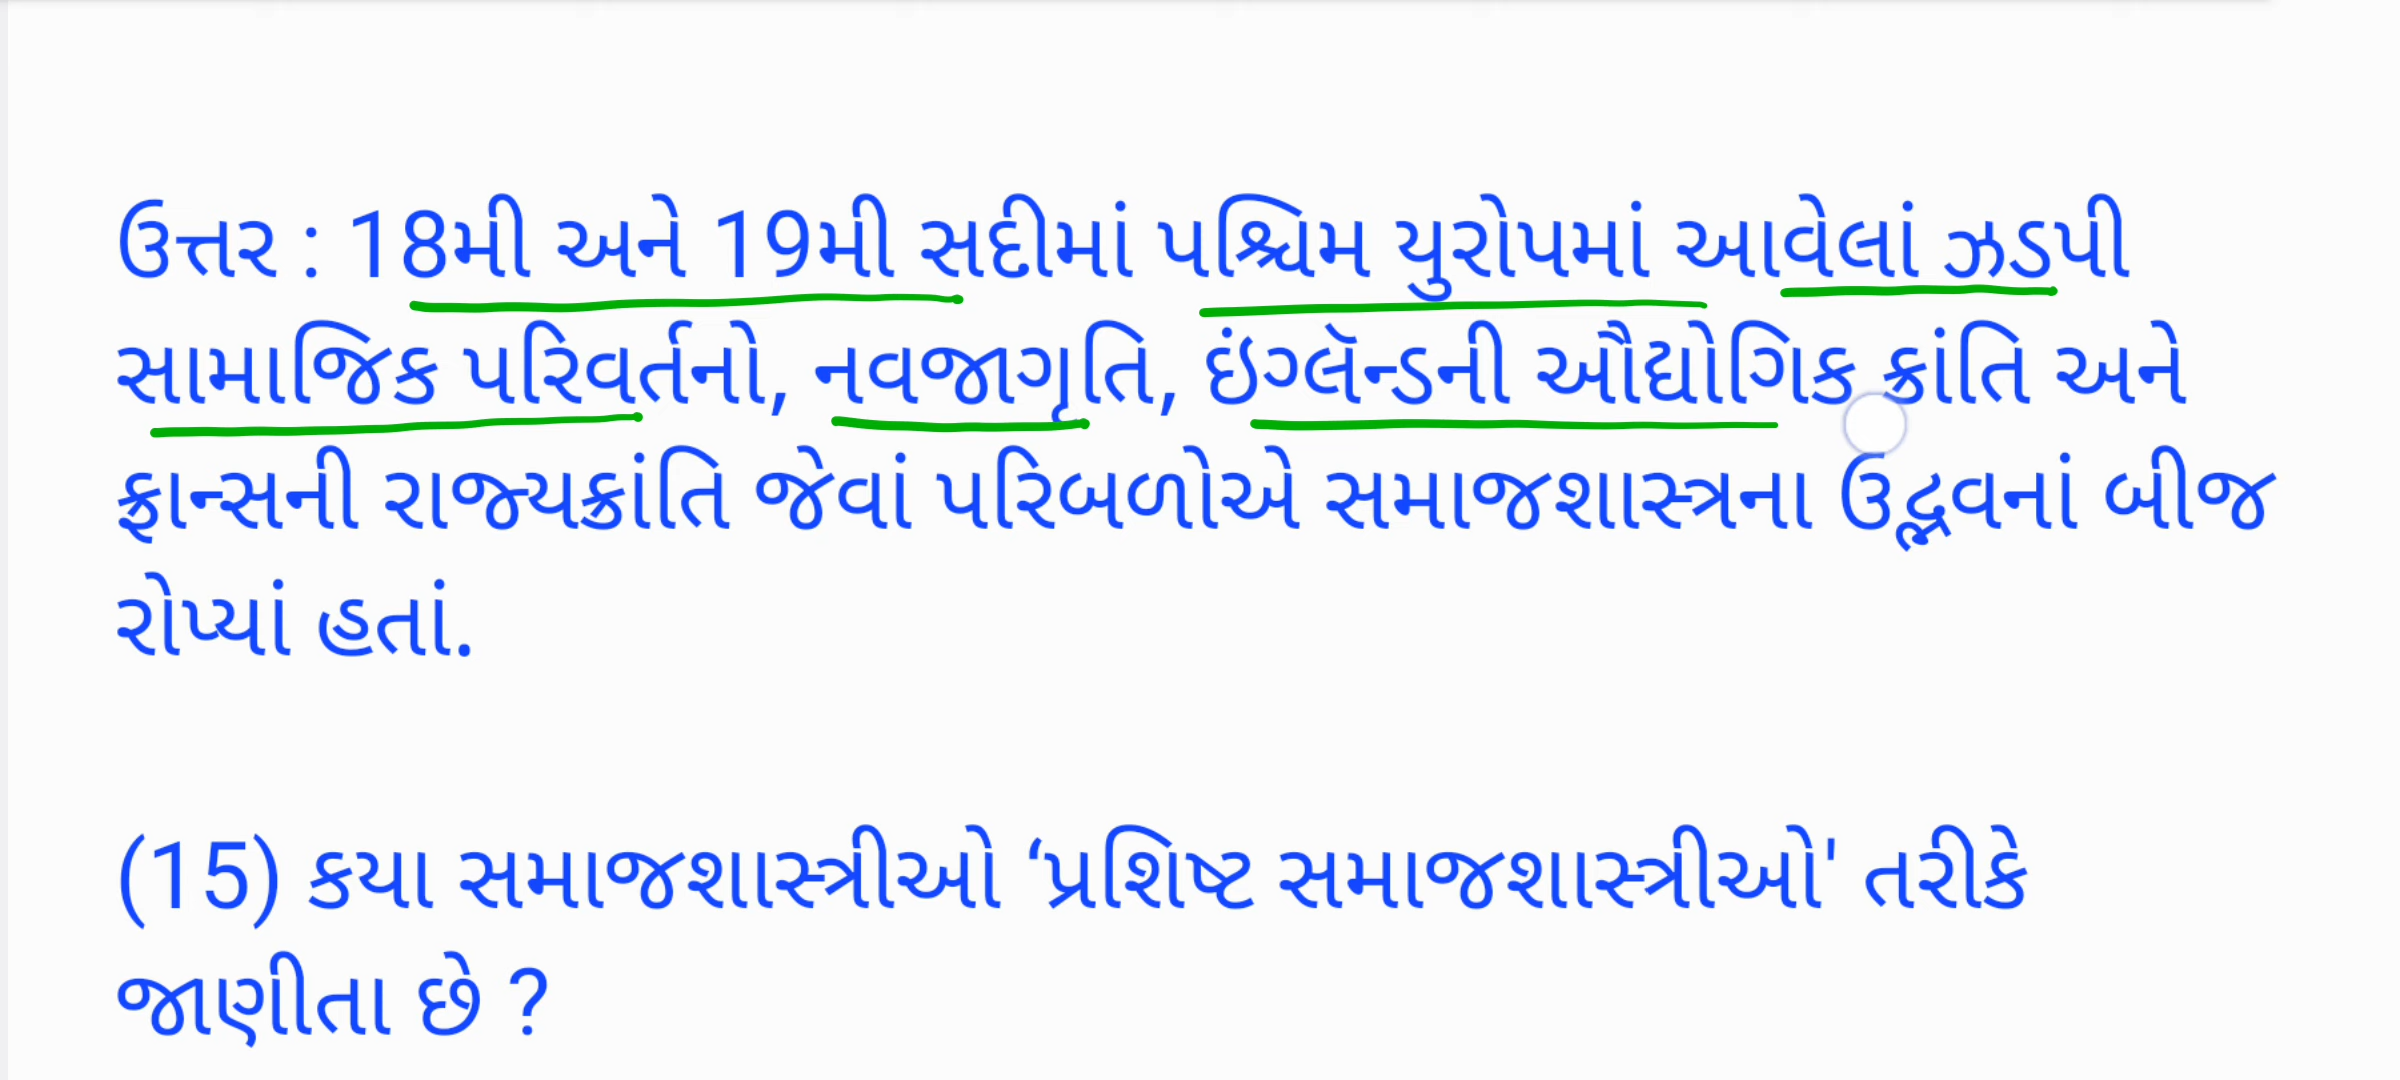 ઉત્તર : 18મી અને 19મી સદીમાં પશ્ચિમ યુરોપમાં આવેલાં ઝડપી
સામાજિક પરિવર્તનો, નવજાગૃતિ, ઇંગ્લૅન્ડની ઔદ્યોગિક ક્રાંતિ અને
ફ્રાન્સની રાજ્યક્રાંતિ જેવાં પરિબળોએ સમાજશાસ્ત્રના ઉદ્ભવનાં બીજ
રોપ્યાં હતાં.
(15) કયા સમાજશાસ્ત્રીઓ ‘પ્રશિષ્ટ સમાજશાસ્ત્રીઓ' તરીકે
જાણીતા છે ?